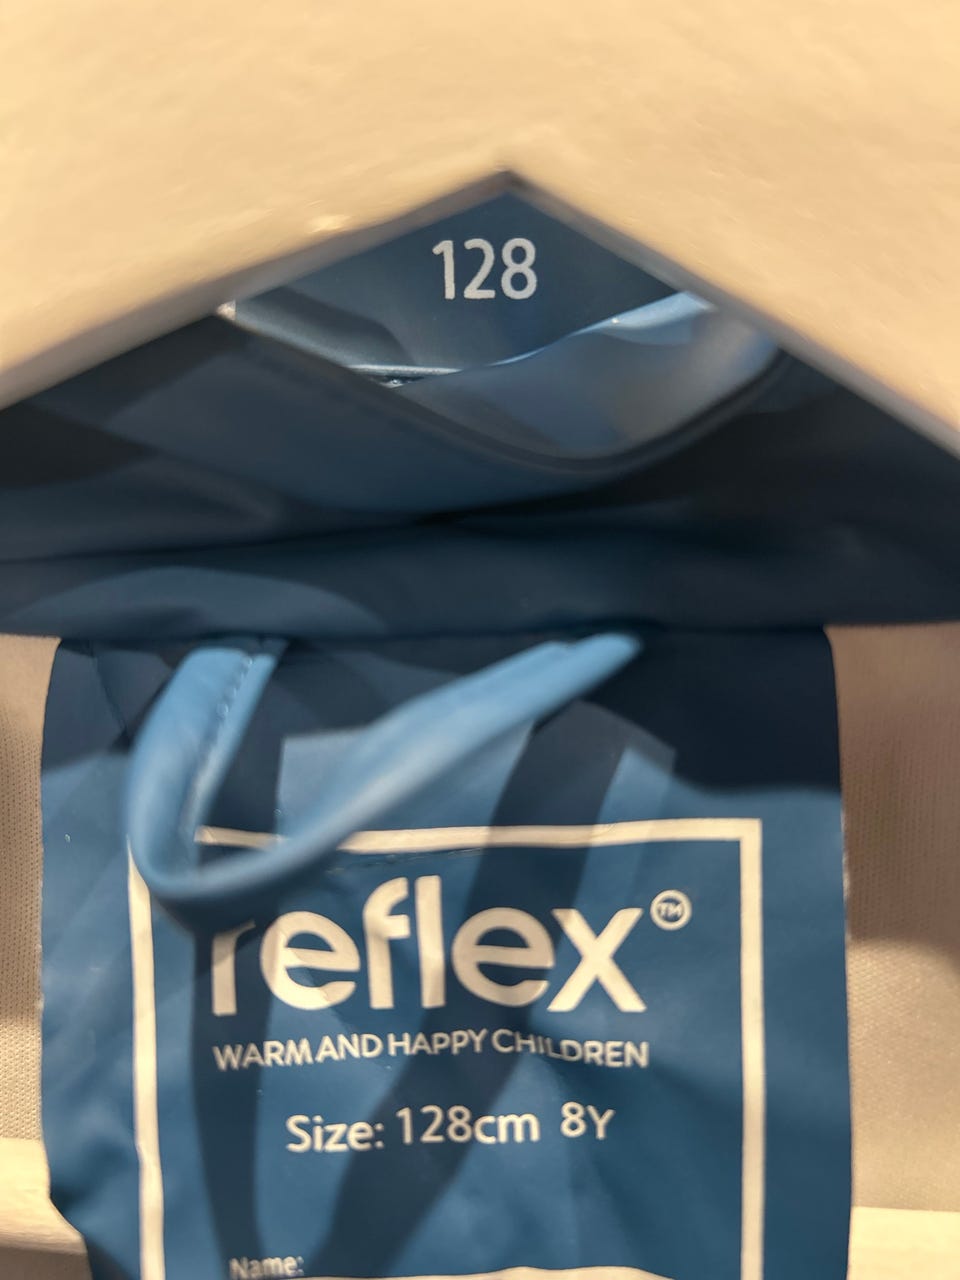 128
reflex™
WARM AND HAPPY CHILDREN
Size: 128cm 8Y
Name: